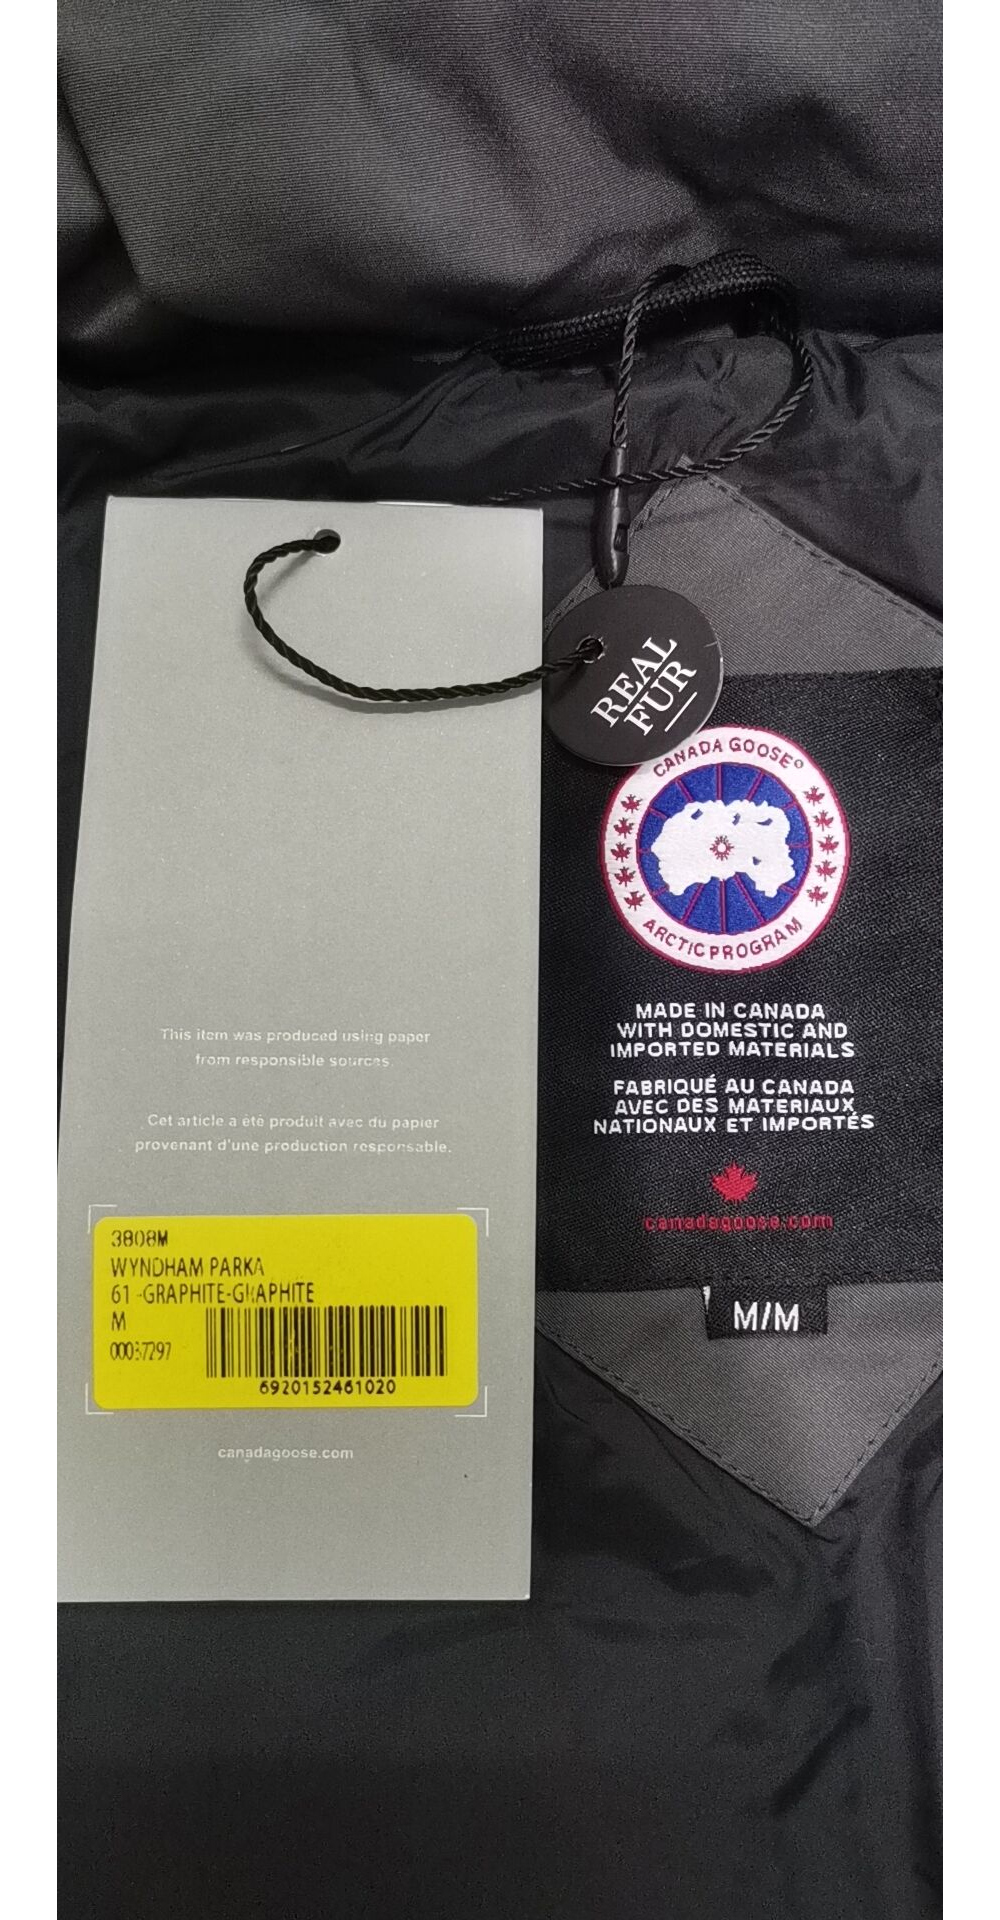 REAL
FUR
CANADA GOOSE®
ARCTIC PROGRAM
MADE IN CANADA
WITH DOMESTIC AND
IMPORTED MATERIALS
FABRIQUÉ AU CANADA
AVEC DES MATERIAUX
NATIONAUX ET IMPORTÉS
canadagoose.com
M/M
This item was produced using paper
from responsible sources
Cet article a été produit avec du papier
provenant d'une production responsable.
3808M
WYNDHAM PARKA
61 -GRAPHITE-GRAPHITE
M
00037297
6920152461020
canadagoose.com